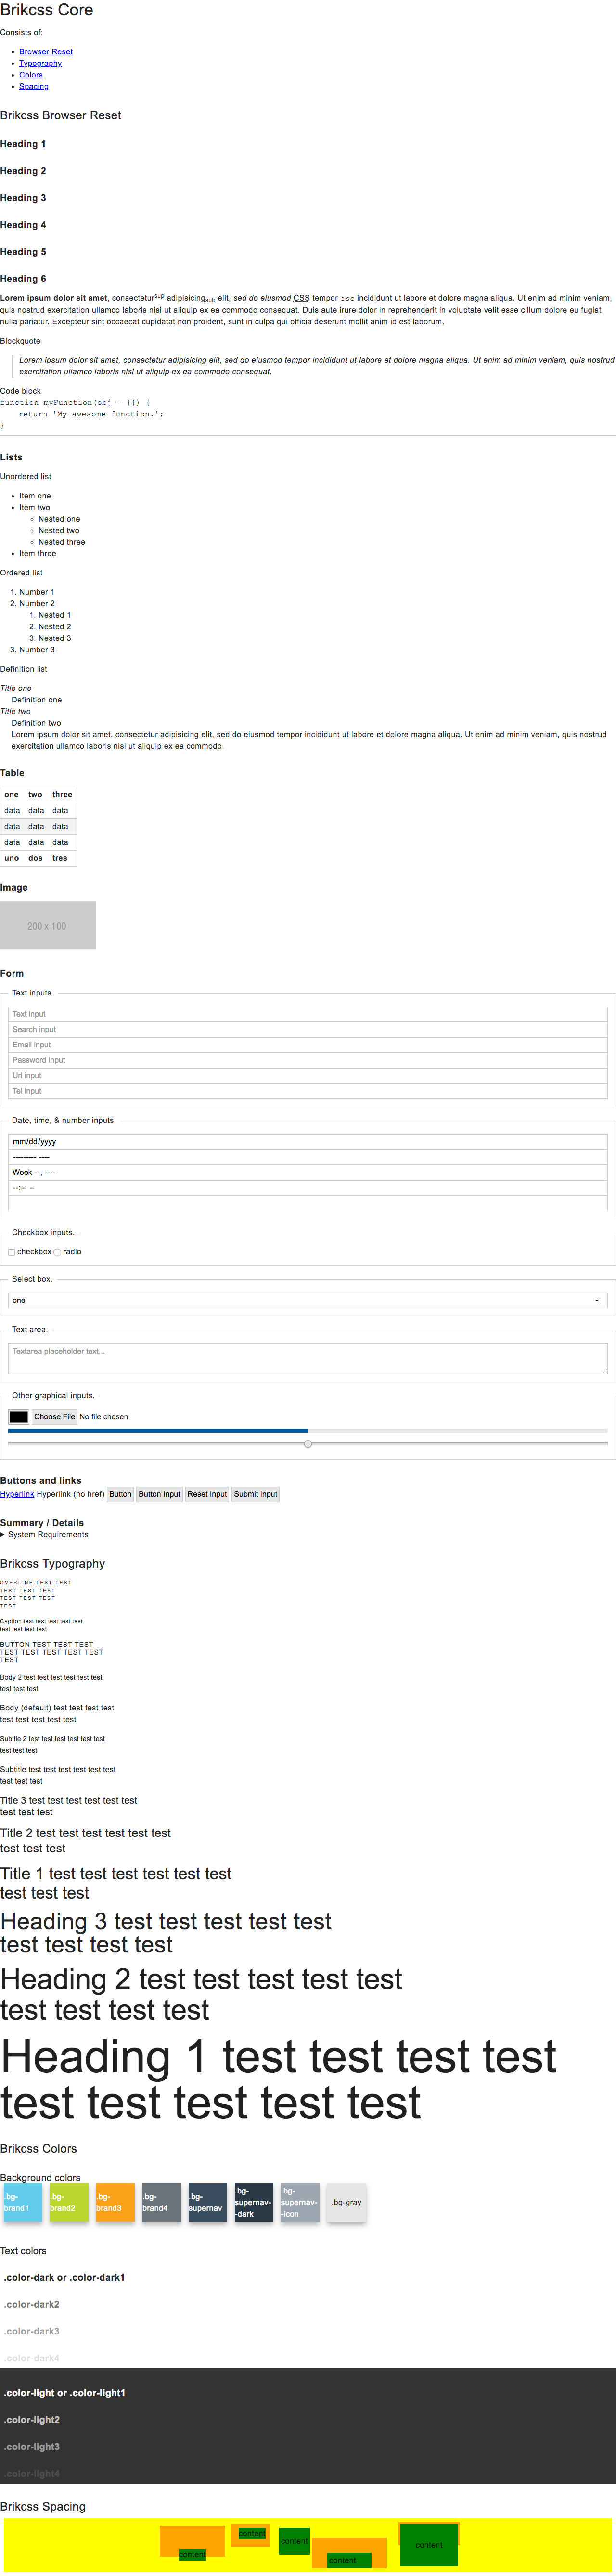 Brikcss Core
Consists of:
Browser Reset
Typography
Colors
Spacing
Brikcss Browser Reset
Heading 1
Heading 2
Heading 3
Heading 4
Heading 5
Heading 6
Lorem ipsum dolor sit amet, consectetursup adipisicingsub elit, sed do eiusmod CSS tempor esc incididunt ut labore et dolore magna aliqua. Ut enim ad minim veniam,
quis nostrud exercitation ullamco laboris nisi ut aliquip ex ea commodo consequat. Duis aute irure dolor in reprehenderit in voluptate velit esse cillum dolore eu fugiat
nulla pariatur. Excepteur sint occaecat cupidatat non proident, sunt in culpa qui officia deserunt mollit anim id est laborum.
Blockquote
Lorem ipsum dolor sit amet, consectetur adipisicing elit, sed do eiusmod tempor incididunt ut labore et dolore magna aliqua. Ut enim ad minim veniam, quis nostrud
exercitation ullamco laboris nisi ut aliquip ex ea commodo consequat.
Code block
function myFunction(obj = {}) {
return 'My awesome function.';
}
Lists
Unordered list
Item one
Item two
Nested one
Nested two
Nested three
Item three
Ordered list
1. Number 1
2. Number 2
1. Nested 1
2. Nested 2
3. Nested 3
3. Number 3
Definition list
Title one
Definition one
Title two
Definition two
Lorem ipsum dolor sit amet, consectetur adipisicing elit, sed do eiusmod tempor incididunt ut labore et dolore magna aliqua. Ut enim ad minim veniam, quis nostrud
exercitation ullamco laboris nisi ut aliquip ex ea commodo.
Table
one two three
data data data
data data data
data data data
uno dos tres
Image
200 x 100
Form
Text inputs.
Text input
Search input
Email input
Password input
Url input
Tel input
Date, time, & number inputs.
mm/dd/yyyy
--------- ----
Week --, ----
--:-- --
Checkbox inputs.
checkbox radio
Select box.
one
Text area.
Textarea placeholder text...
Other graphical inputs.
Choose File No file chosen
Buttons and links
Hyperlink Hyperlink (no href) Button Button Input Reset Input Submit Input
Summary / Details
System Requirements
Brikcss Typography
OVERLINE TEST TEST
TEST TEST TEST
TEST TEST TEST
TEST
Caption test test test test test
test test test test
BUTTON TEST TEST TEST
TEST TEST TEST TEST TEST
TEST
Body 2 test test test test test test
test test test
Body (default) test test test test
test test test test test
Subitle 2 test test test test test test
test test test
Subtitle test test test test test test
test test test
Title 3 test test test test test test
test test test
Title 2 test test test test test test
test test test
Title 1 test test test test test test
test test test
Heading 3 test test test test test
test test test test
Heading 2 test test test test test
test test test test
Heading 1 test test test test
test test test test test
Brikcss Colors
Background colors
.bg-
brand1
.bg-
brand2
.bg-
brand3
.bg-
brand4
.bg-
supernav
.bg-
supernav-
-dark
.bg-
supernav-
-icon
.bg-gray
Text colors
.color-dark or .color-dark1
.color-dark2
.color-dark3
.color-dark4
.color-light or .color-light1
.color-light2
.color-light3
.color-light4
Brikcss Spacing
content
content
content
content
content